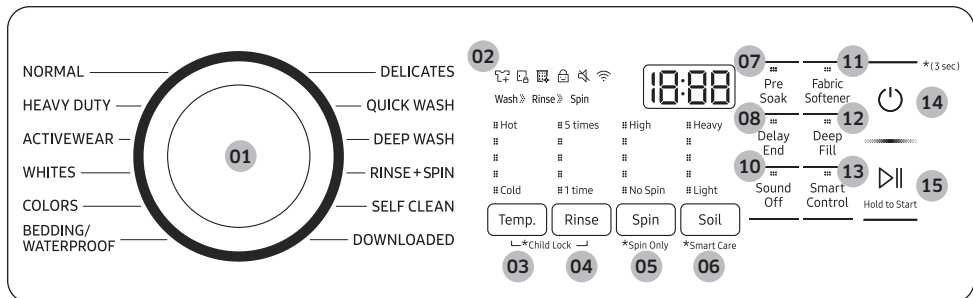 NORMAL
HEAVY DUTY
ACTIVEWEAR
WHITES
COLORS
BEDDING/
WATERPROOF
01
DELICATES
QUICK WASH
DEEP WASH
RINSE+SPIN
SELF CLEAN
DOWNLOADED
02
Wash Rinse Spin
18:88
Hot 5 times High Heavy
Cold 1 time No Spin Light
Temp. Rinse Spin Soil
*Child Lock *Spin Only *Smart Care
03 04 05 06
07 11
Pre
Soak
Fabric
Softener
08 12
Delay
End
Deep
Fill
10 13
Sound
Off
Smart
Control
*(3 sec)
14
15
Hold to Start